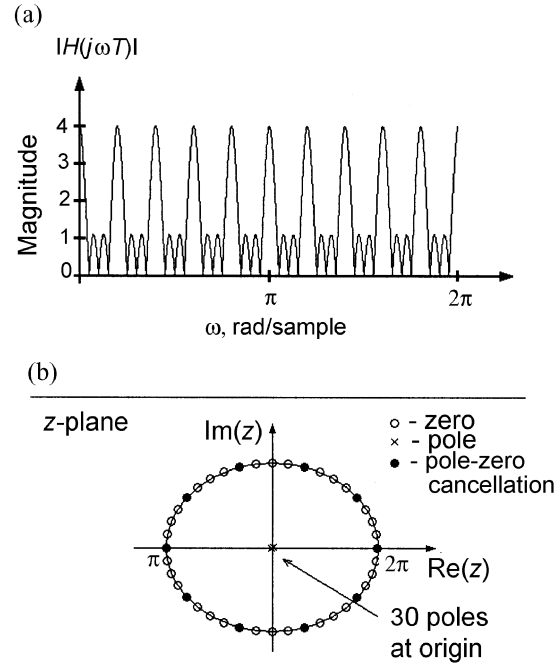 (a)
|H(jωT)|
Magnitude
4
3
2
1
0
π
2π
ω, rad/sample
(b)
z-plane
Im(z)
○ - zero
× - pole
● - pole-zero
cancellation
π
2π
Re(z)
30 poles
at origin